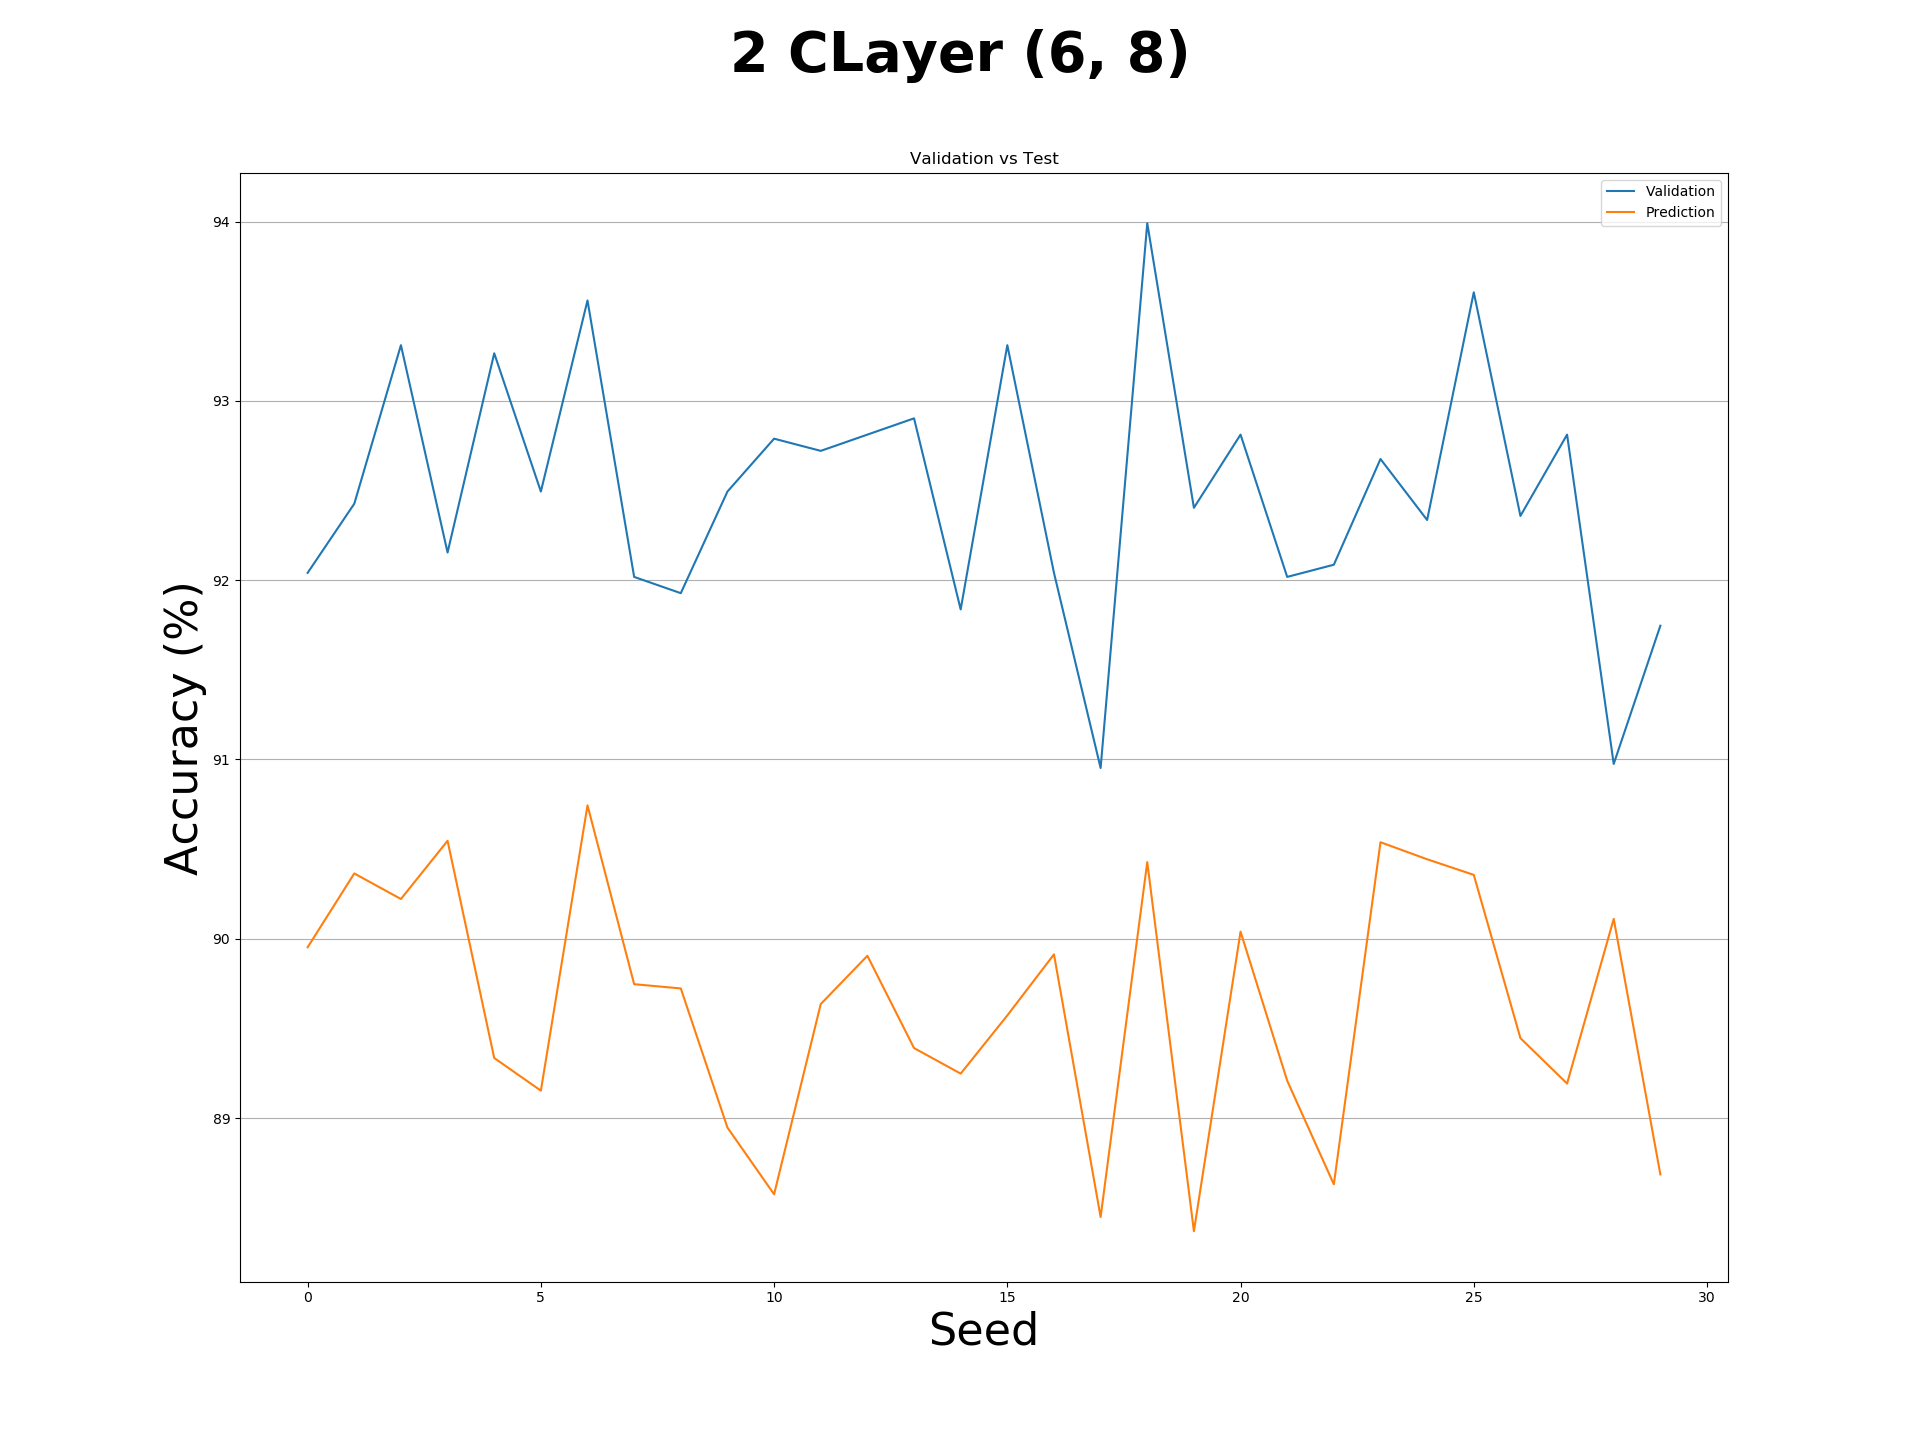 2 CLayer (6, 8)
Validation vs Test
Validation
Prediction
94
93
92
91
90
89
Accuracy (%)
0 5 10 15 20 25 30
Seed